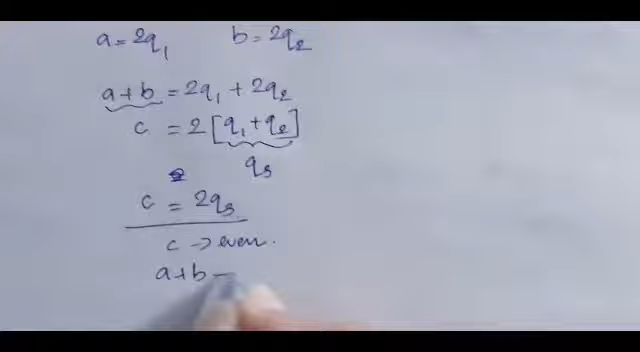 a = 2q₁ b = 2q₂
a + b = 2q₁ + 2q₂
c = 2 [q₁ + q₂]
q₃
c = 2q₃
c → even.
a + b —